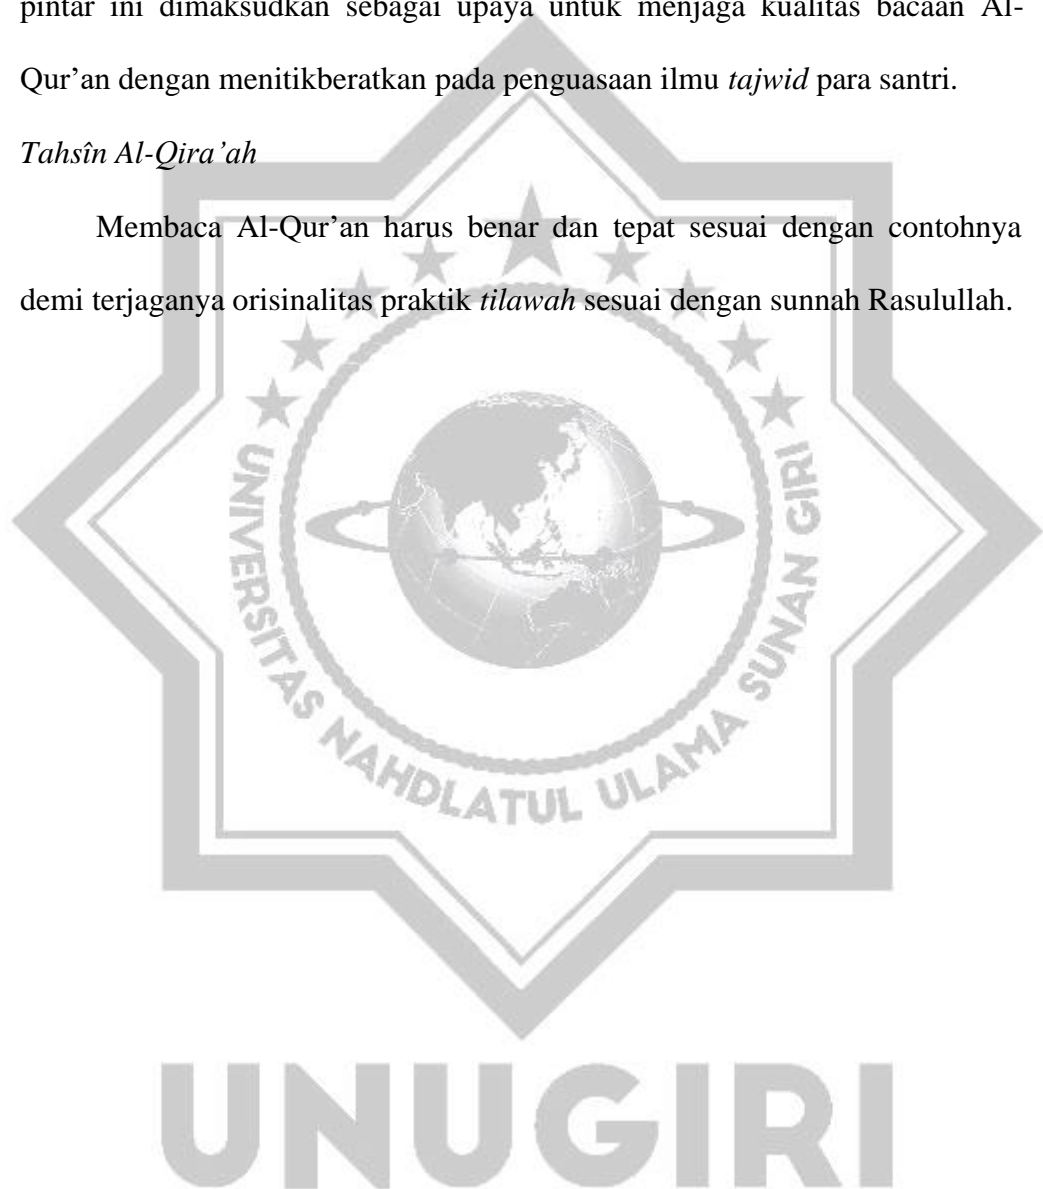 pintar ini dimaksudkan sebagai upaya untuk menjaga kualitas bacaan Al-
Qur’an dengan menitikberatkan pada penguasaan ilmu tajwid para santri.
Tahsîn Al-Qira’ah
Membaca Al-Qur’an harus benar dan tepat sesuai dengan contohnya
demi terjaganya orisinalitas praktik tilawah sesuai dengan sunnah Rasulullah.
UNIVERSITAS NAHDLATUL ULAMA SUNAN GIRI
UNUGIRI